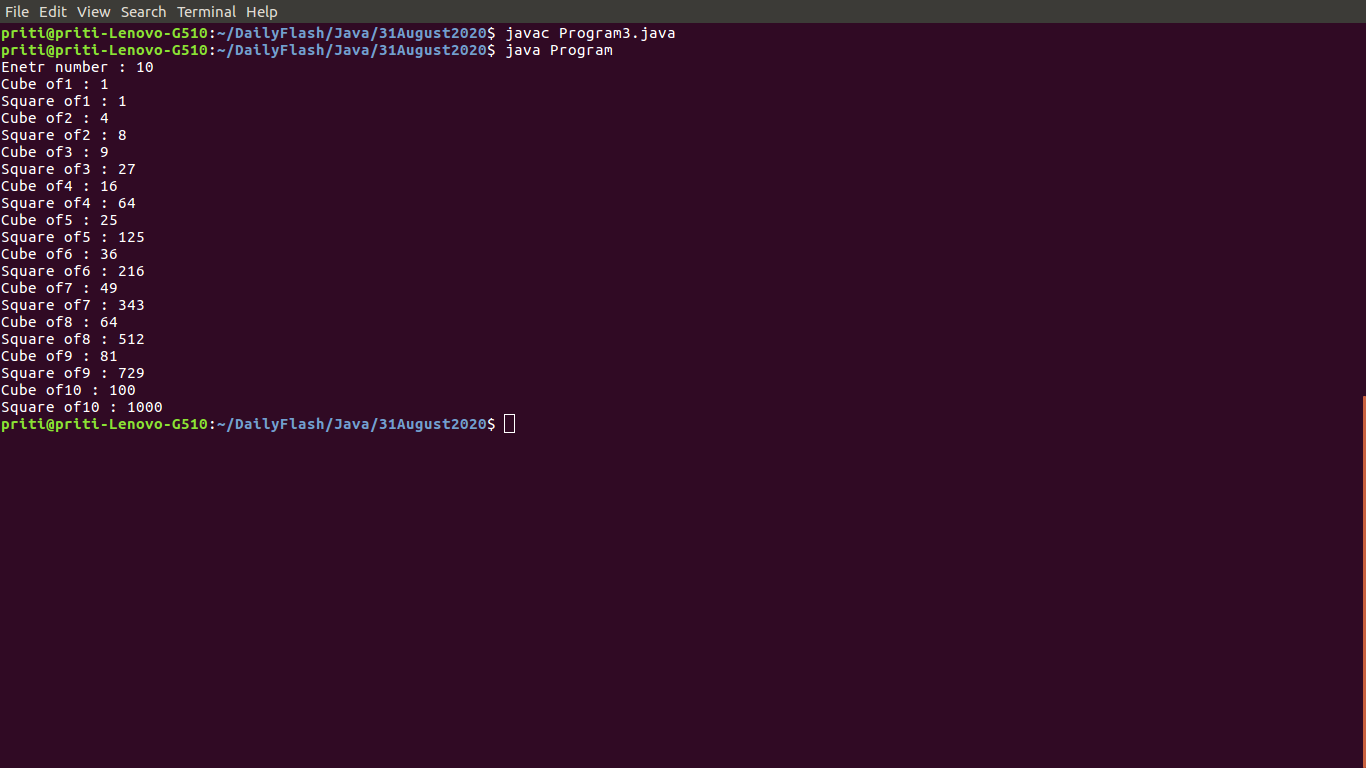 File Edit View Search Terminal Help
priti@priti-Lenovo-G510:~/DailyFlash/Java/31August2020$ javac Program3.java
priti@priti-Lenovo-G510:~/DailyFlash/Java/31August2020$ java Program
Enetr number : 10
Cube of1 : 1
Square of1 : 1
Cube of2 : 4
Square of2 : 8
Cube of3 : 9
Square of3 : 27
Cube of4 : 16
Square of4 : 64
Cube of5 : 25
Square of5 : 125
Cube of6 : 36
Square of6 : 216
Cube of7 : 49
Square of7 : 343
Cube of8 : 64
Square of8 : 512
Cube of9 : 81
Square of9 : 729
Cube of10 : 100
Square of10 : 1000
priti@priti-Lenovo-G510:~/DailyFlash/Java/31August2020$